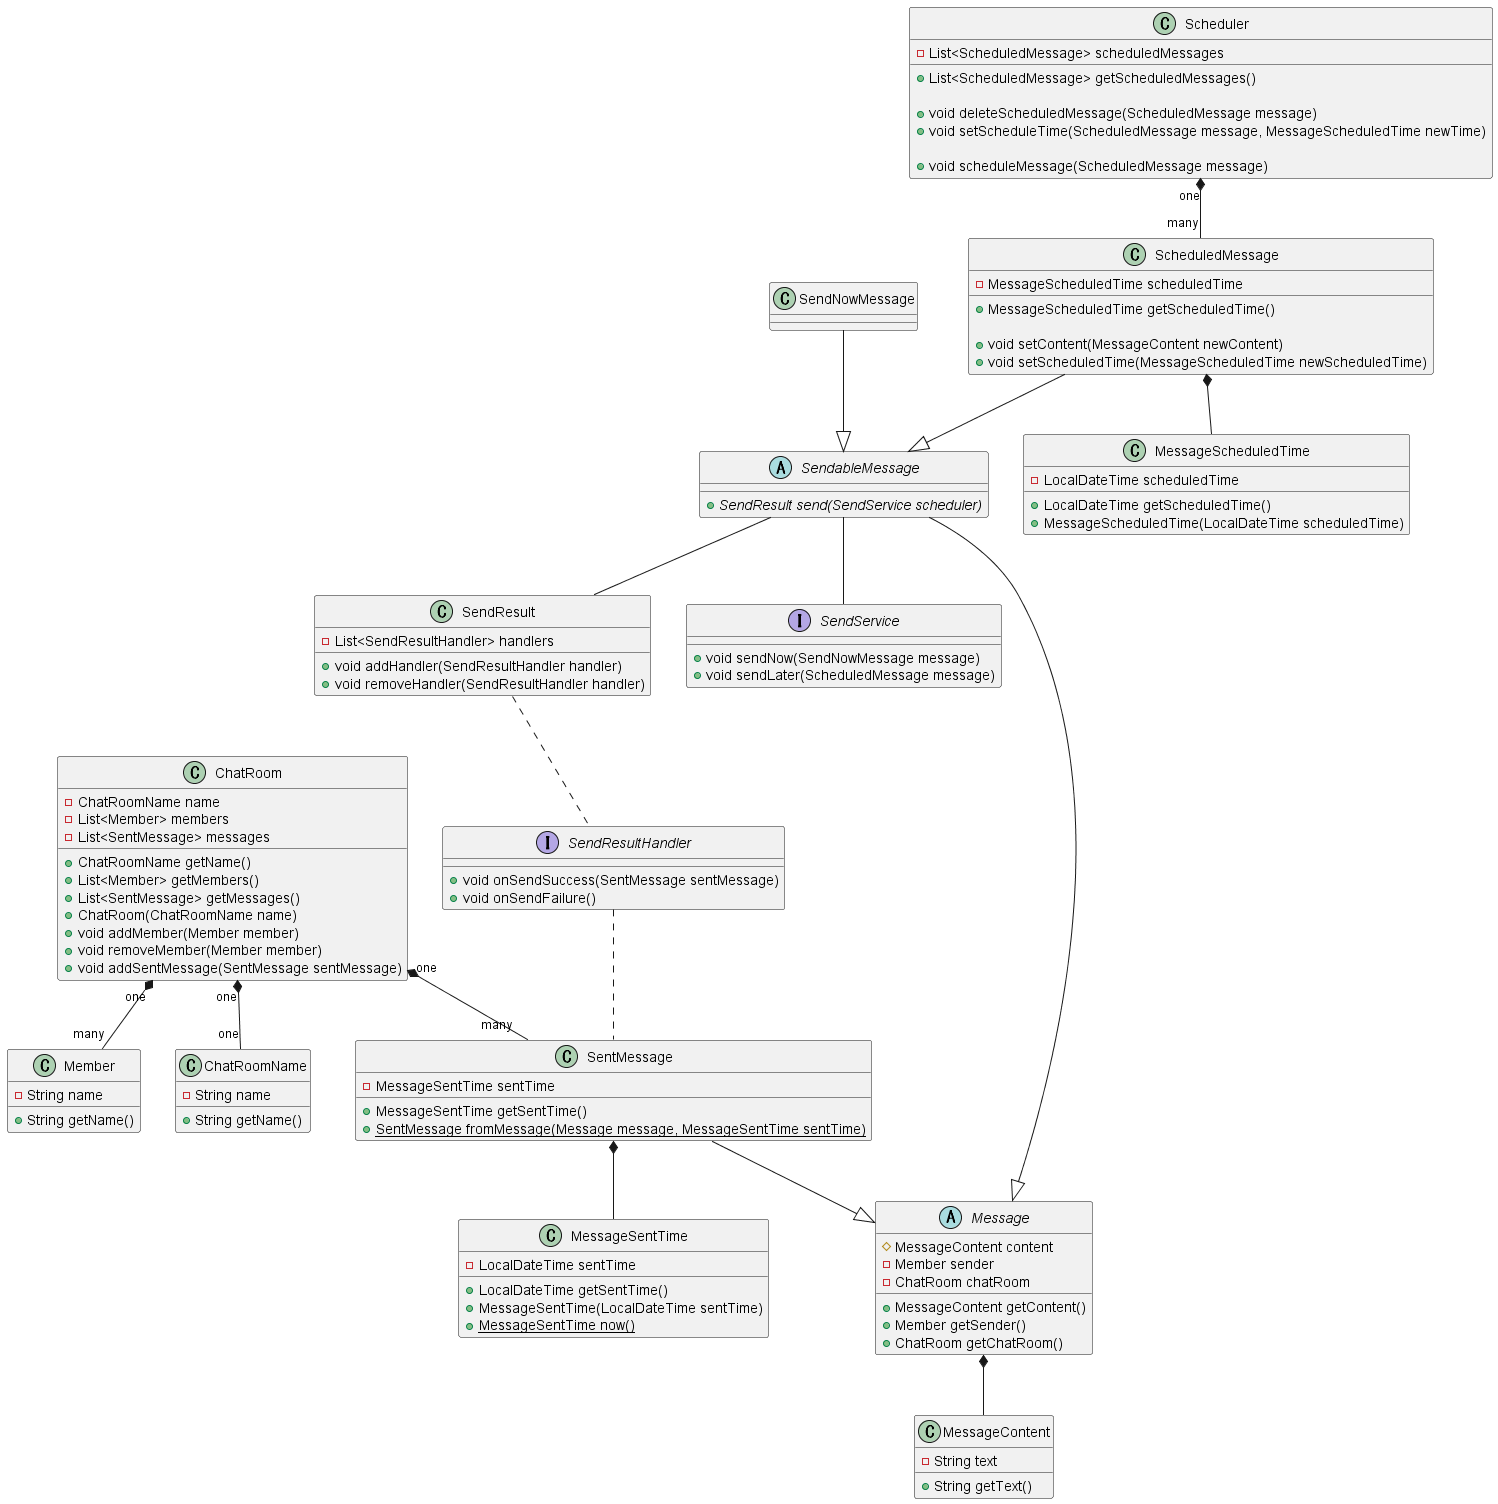 C Scheduler
List<ScheduledMessage> scheduledMessages
List<ScheduledMessage> getScheduledMessages()
void deleteScheduledMessage(ScheduledMessage message)
void setScheduleTime(ScheduledMessage message, MessageScheduledTime newTime)
void scheduleMessage(ScheduledMessage message)
one
many
C ScheduledMessage
MessageScheduledTime scheduledTime
MessageScheduledTime getScheduledTime()
void setContent(MessageContent newContent)
void setScheduledTime(MessageScheduledTime newScheduledTime)
C SendNowMessage
C MessageScheduledTime
LocalDateTime scheduledTime
LocalDateTime getScheduledTime()
MessageScheduledTime(LocalDateTime scheduledTime)
A SendableMessage
SendResult send(SendService scheduler)
C SendResult
List<SendResultHandler> handlers
void addHandler(SendResultHandler handler)
void removeHandler(SendResultHandler handler)
I SendService
void sendNow(SendNowMessage message)
void sendLater(ScheduledMessage message)
C ChatRoom
ChatRoomName name
List<Member> members
List<SentMessage> messages
ChatRoomName getName()
List<Member> getMembers()
List<SentMessage> getMessages()
ChatRoom(ChatRoomName name)
void addMember(Member member)
void removeMember(Member member)
void addSentMessage(SentMessage sentMessage)
I SendResultHandler
void onSendSuccess(SentMessage sentMessage)
void onSendFailure()
one
one
one
many
one
many
C Member
String name
String getName()
C ChatRoomName
String name
String getName()
C SentMessage
MessageSentTime sentTime
MessageSentTime getSentTime()
SentMessage fromMessage(Message message, MessageSentTime sentTime)
C MessageSentTime
LocalDateTime sentTime
LocalDateTime getSentTime()
MessageSentTime(LocalDateTime sentTime)
MessageSentTime now()
A Message
MessageContent content
Member sender
ChatRoom chatRoom
MessageContent getContent()
Member getSender()
ChatRoom getChatRoom()
C MessageContent
String text
String getText()